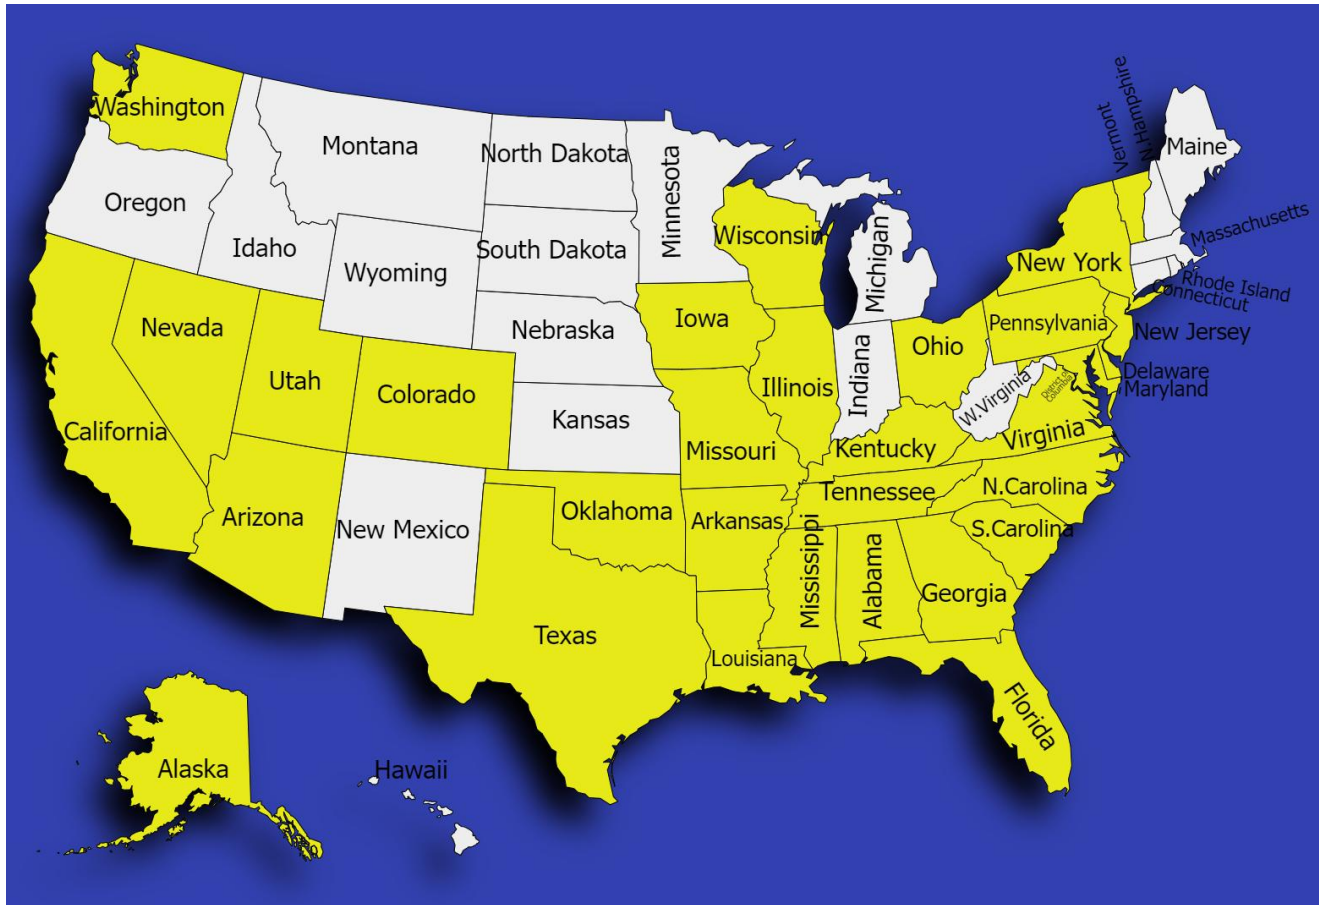 Washington
Montana
North Dakota
Minnesota
Vermont
N.Hampshire
Maine
Oregon
Idaho
South Dakota
Wisconsin
Michigan
Massachusetts
Wyoming
New York
Rhode Island
Connecticut
Nevada
Nebraska
Iowa
Pennsylvania
New Jersey
Utah
Colorado
Illinois
Indiana
Ohio
Delaware
Maryland
District of
Columbia
W.Virginia
California
Kansas
Missouri
Kentucky
Virginia
Arizona
New Mexico
Oklahoma
Arkansas
Tennessee
N.Carolina
S.Carolina
Mississippi
Alabama
Georgia
Texas
Louisiana
Florida
Alaska
Hawaii